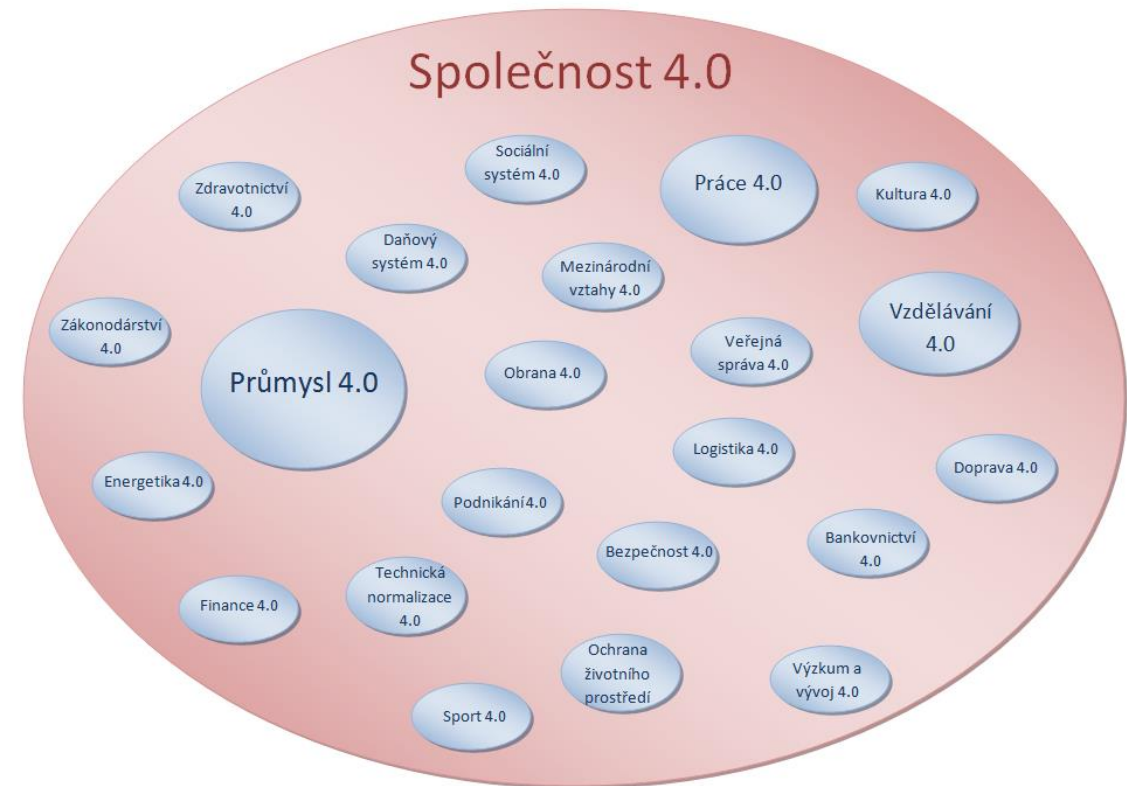 Společnost 4.0
Sociální
systém 4.0
Práce 4.0
Kultura 4.0
Zdravotnictví
4.0
Daňový
systém 4.0
Mezinárodní
vztahy 4.0
Vzdělávání
4.0
Zákonodárství
4.0
Průmysl 4.0
Obrana 4.0
Veřejná
správa 4.0
Logistika 4.0
Doprava 4.0
Energetika 4.0
Podnikání 4.0
Bezpečnost 4.0
Bankovnictví
4.0
Finance 4.0
Technická
normalizace
4.0
Ochrana
životního
prostředí
Výzkum a
vývoj 4.0
Sport 4.0